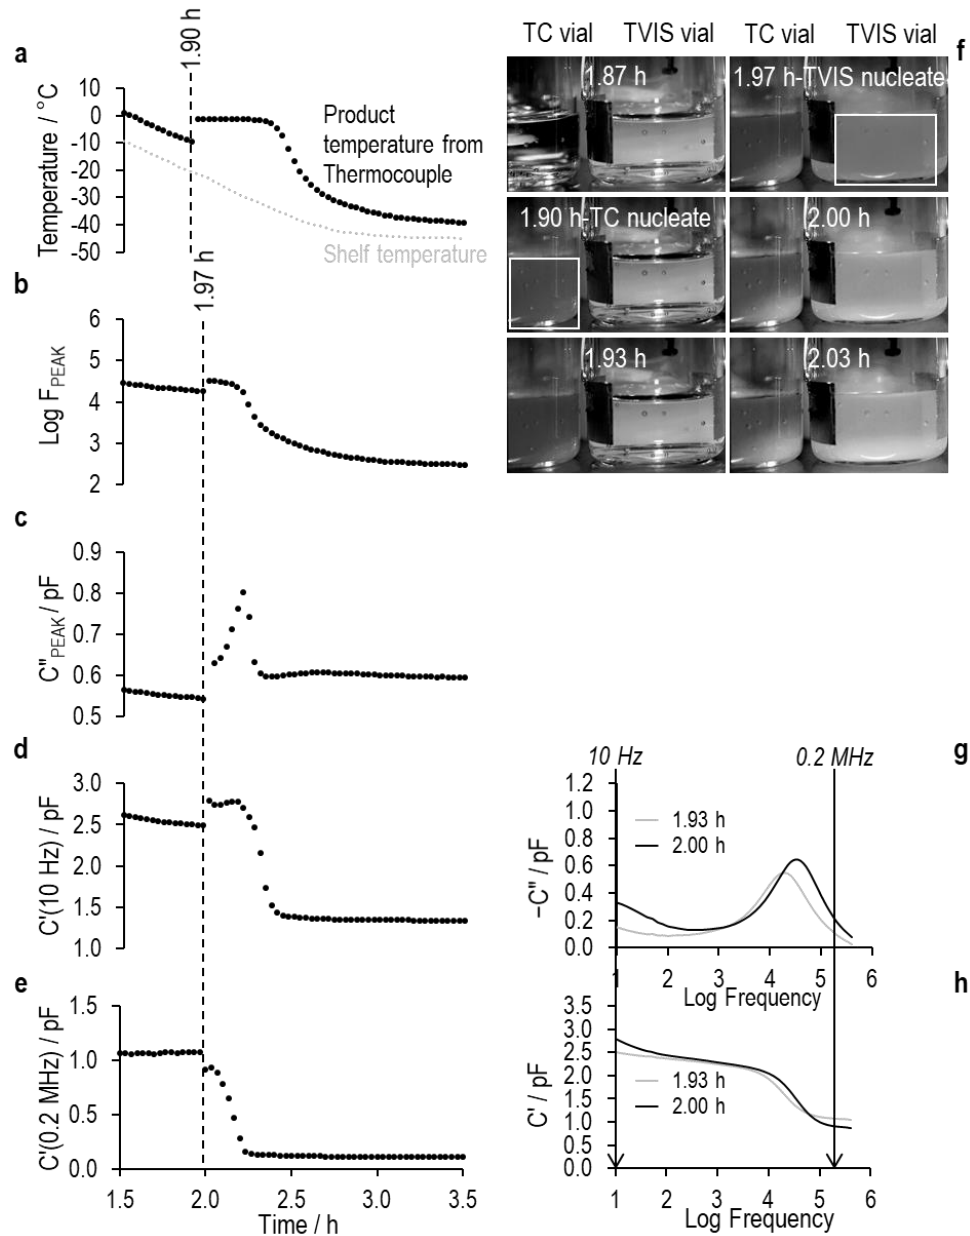 TC vial
TVIS vial
TC vial
TVIS vial
f
1.87 h
1.97 h-TVIS nucleate
1.90 h-TC nucleate
2.00 h
1.93 h
2.03 h
a
1.90 h
Temperature / °C
10
0
-10
-20
-30
-40
-50
Product
temperature from
Thermocouple
Shelf temperature
b
1.97 h
Log FPEAK
6
5
4
3
2
c
C"PEAK / pF
0.9
0.8
0.7
0.6
0.5
d
C'(10 Hz) / pF
3.0
2.5
2.0
1.5
1.0
e
C'(0.2 MHz) / pF
1.5
1.0
0.5
0.0
1.5
2.0
2.5
3.0
3.5
Time / h
g
10 Hz
0.2 MHz
−C" / pF
1.2
1.0
0.8
0.6
0.4
0.2
0.0
1.93 h
2.00 h
1
2
3
4
5
6
Log Frequency
h
C' / pF
3.5
3.0
2.5
2.0
1.5
1.0
0.5
0.0
1.93 h
2.00 h
1
2
3
4
5
6
Log Frequency